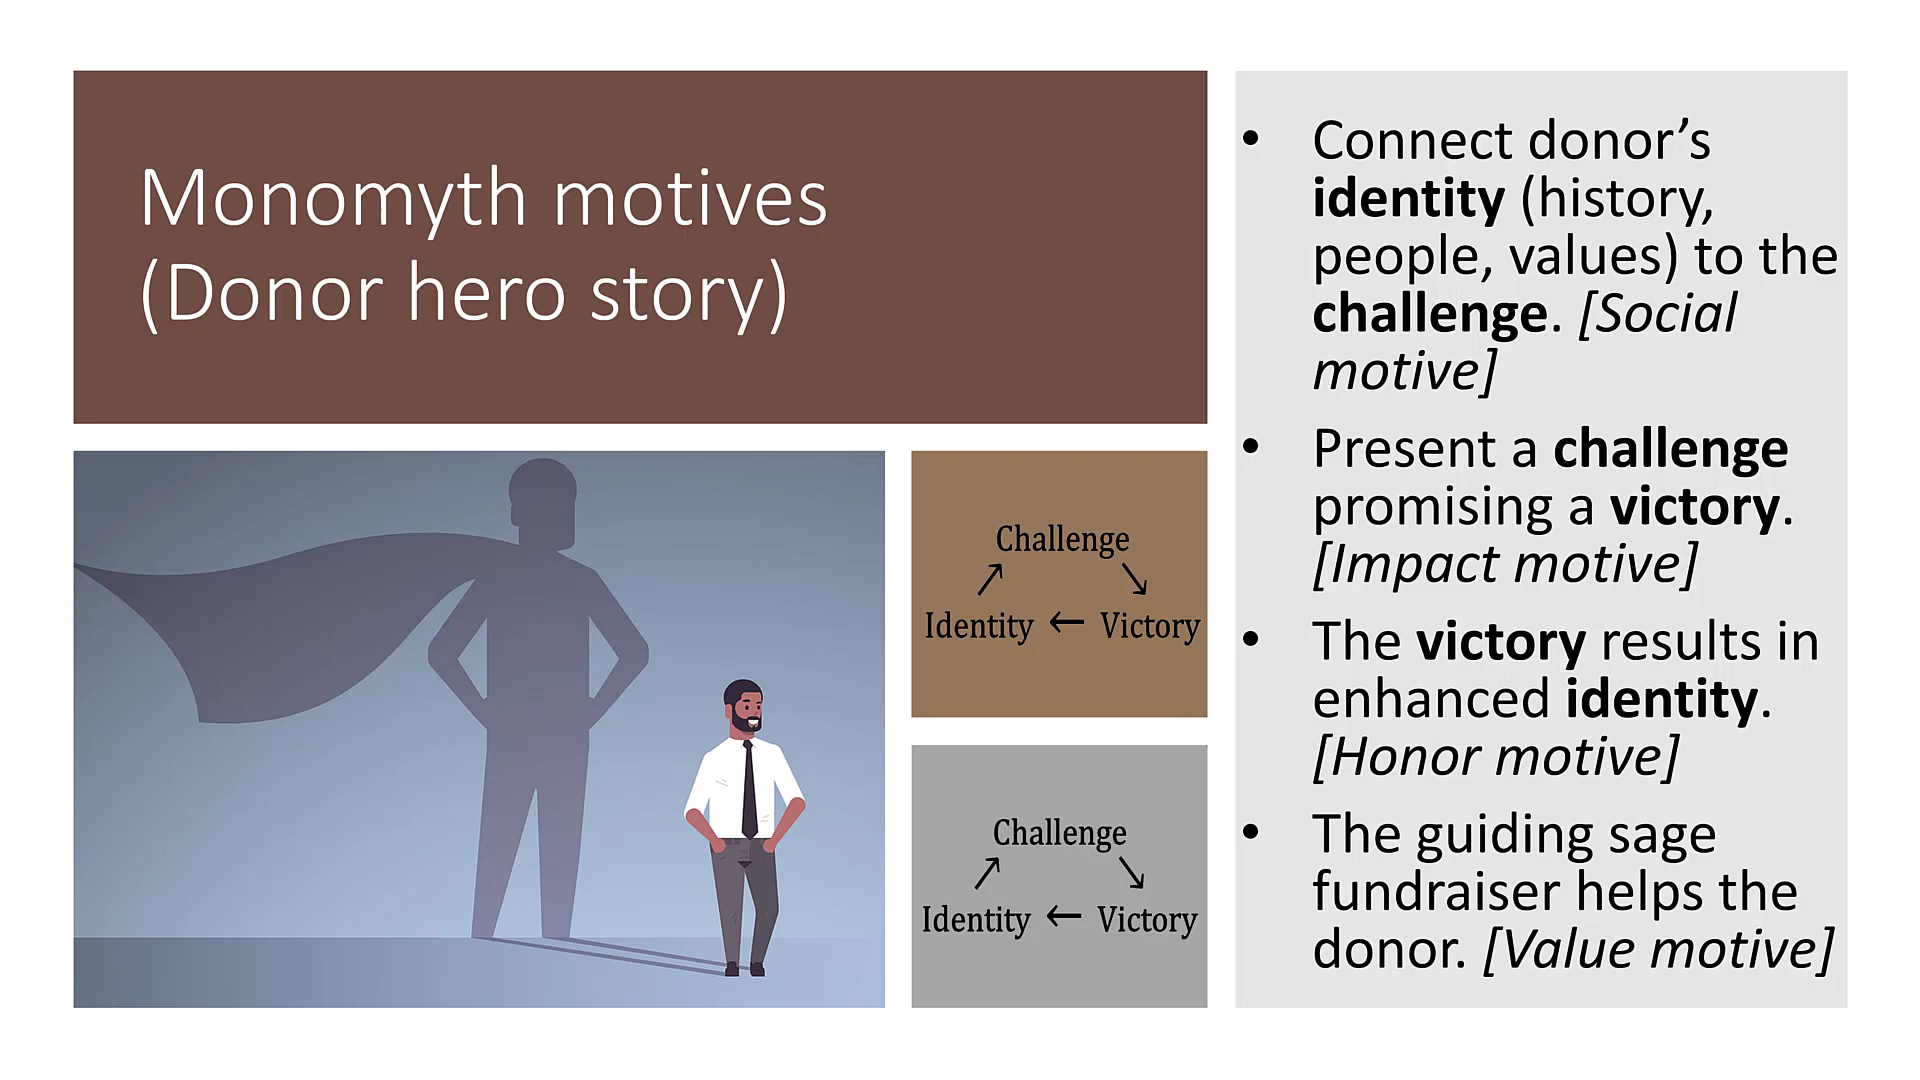 Monomyth motives
(Donor hero story)
Challenge
↗ ↘
Identity ← Victory
Challenge
↗ ↘
Identity ← Victory
• Connect donor’s
identity (history,
people, values) to the
challenge. [Social
motive]
• Present a challenge
promising a victory.
[Impact motive]
• The victory results in
enhanced identity.
[Honor motive]
• The guiding sage
fundraiser helps the
donor. [Value motive]